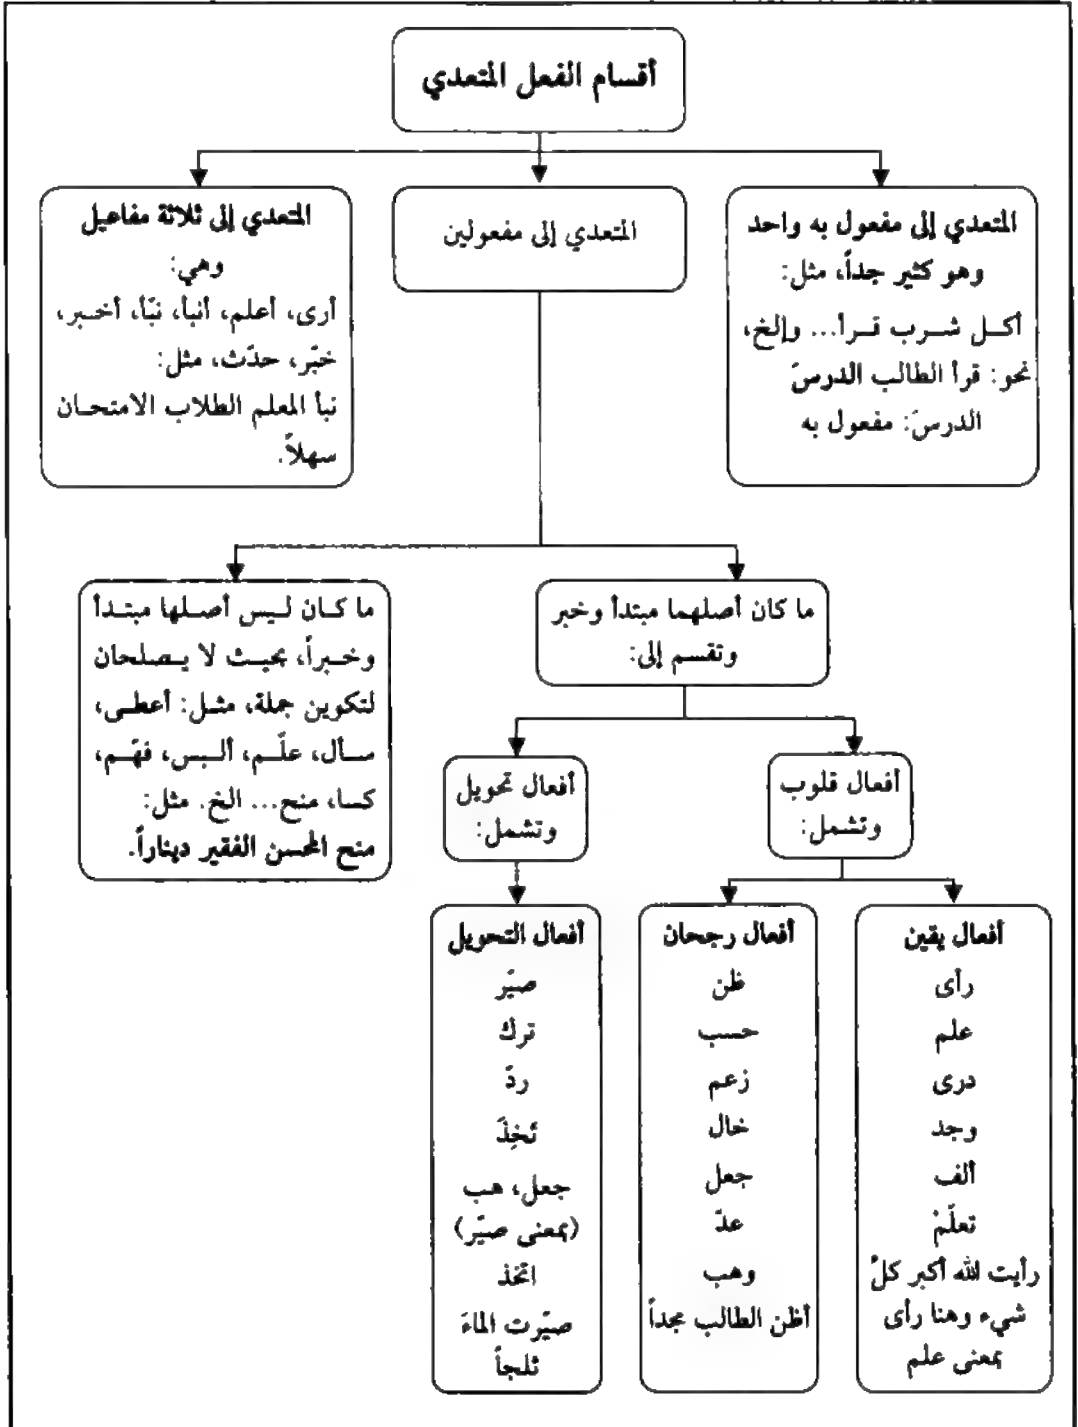 أقسام الفعل المتعدي
المتعدي إلى مفعول به واحد
وهو كثير جداً، مثل:
أكل شرب قرأ... وإلخ،
نحو: قرأ الطالب الدرسَ
الدرسَ: مفعول به
المتعدي إلى مفعولين
المتعدي إلى ثلاثة مفاعيل
وهي:
أرى، أعلم، أنبأ، نبّأ، أخبر،
خبّر، حدّث، مثل:
نبأ المعلم الطلاب الامتحان
سهلاً.
ما كان أصلهما مبتدأ وخبر
وتقسم إلى:
ما كان ليس أصلها مبتدأ
وخبراً، بحيث لا يصلحان
لتكوين جملة، مثل: أعطى،
سأل، علّم، ألبس، فهّم،
كسا، منح... الخ. مثل:
منح المحسن الفقير ديناراً.
أفعال قلوب
وتشمل:
أفعال تحويل
وتشمل:
أفعال يقين
رأى
علم
درى
وجد
ألف
تعلّمْ
رأيت الله أكبر كلّ
شيء وهنا رأى
بمعنى علم
أفعال رجحان
ظن
حسب
زعم
خال
جعل
عدّ
وهب
أظن الطالب مجداً
أفعال التحويل
صيّر
ترك
ردّ
تَخِذَ
جعل، هب
(بمعنى صيّر)
اتخذ
صيّرت الماءَ
ثلجاً